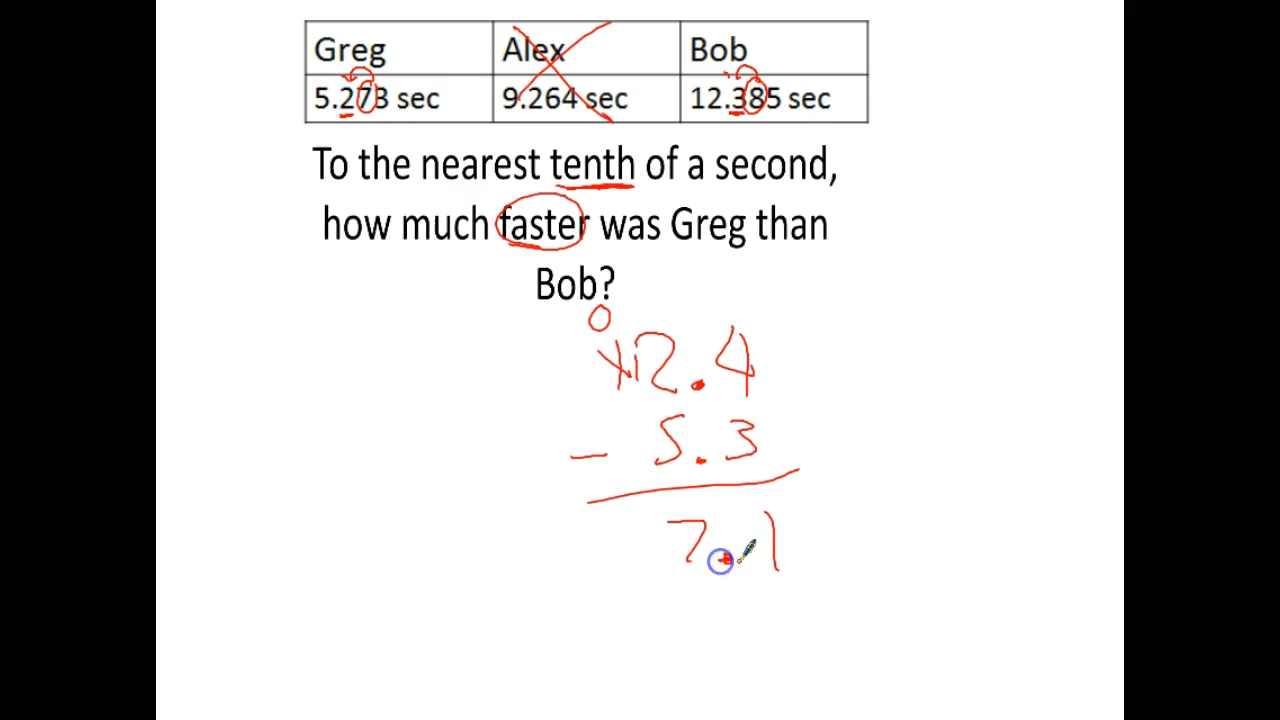 Greg Alex Bob
5.273 sec 9.264 sec 12.385 sec
To the nearest tenth of a second,
how much faster was Greg than
Bob?
0
12.4
- 5.3
7.1